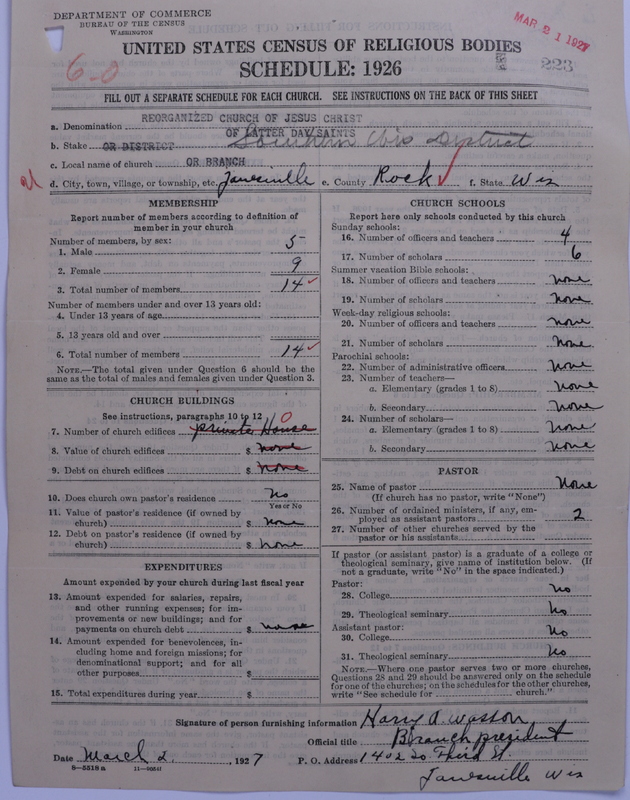 DEPARTMENT OF COMMERCE
BUREAU OF THE CENSUS
WASHINGTON
MAR 21 1927
UNITED STATES CENSUS OF RELIGIOUS BODIES
6-0
SCHEDULE: 1926
223
FILL OUT A SEPARATE SCHEDULE FOR EACH CHURCH. SEE INSTRUCTIONS ON THE BACK OF THIS SHEET
REORGANIZED CHURCH OF JESUS CHRIST
a. Denomination
OF LATTER DAY SAINTS
b. Stake OR DISTRICT Southern Wis District
c. Local name of church OR BRANCH
d. City, town, village, or township, etc. Janesville e. County Rock f. State Wis
MEMBERSHIP
Report number of members according to definition of
member in your church
Number of members, by sex:
1. Male 5
2. Female 9
3. Total number of members 14
Number of members under and over 13 years old:
4. Under 13 years of age
5. 13 years old and over
6. Total number of members 14
NOTE.—The total given under Question 6 should be the
same as the total of males and females given under Question 3.
CHURCH BUILDINGS
See instructions, paragraphs 10 to 12
7. Number of church edifices private House 0
8. Value of church edifices $ none
9. Debt on church edifices $ none
10. Does church own pastor's residence No
Yes or No
11. Value of pastor's residence (if owned by
church) $ none
12. Debt on pastor's residence (if owned by
church) $ none
EXPENDITURES
Amount expended by your church during last fiscal year
13. Amount expended for salaries, repairs,
and other running expenses; for im-
provements or new buildings; and for
payments on church debt $ none
14. Amount expended for benevolences, in-
cluding home and foreign missions; for
denominational support; and for all
other purposes $
15. Total expenditures during year $
CHURCH SCHOOLS
Report here only schools conducted by this church
Sunday schools:
16. Number of officers and teachers 4
17. Number of scholars 6
Summer vacation Bible schools:
18. Number of officers and teachers none
19. Number of scholars none
Week-day religious schools:
20. Number of officers and teachers none
21. Number of scholars none
Parochial schools:
22. Number of administrative officers none
23. Number of teachers—
a. Elementary (grades 1 to 8) none
b. Secondary none
24. Number of scholars—
a. Elementary (grades 1 to 8) none
b. Secondary none
PASTOR
25. Name of pastor None
(If church has no pastor, write "None")
26. Number of ordained ministers, if any, em-
ployed as assistant pastors 2
27. Number of other churches served by the
pastor or his assistants
If pastor (or assistant pastor) is a graduate of a college or
theological seminary, give name of institution below. (If
not a graduate, write "No" in the space indicated.)
Pastor:
28. College No
29. Theological seminary No
Assistant pastor:
30. College No
31. Theological seminary No
NOTE.—Where one pastor serves two or more churches,
Questions 28 and 29 should be answered only on the schedule
for one of the churches; on the schedules for the other churches,
write "See schedule for church."
Signature of person furnishing information Harry A. Wasson
Official title Branch president
Date March 2, 1927 P. O. Address 1402 So Third St.
8—5518a
Janesville Wis